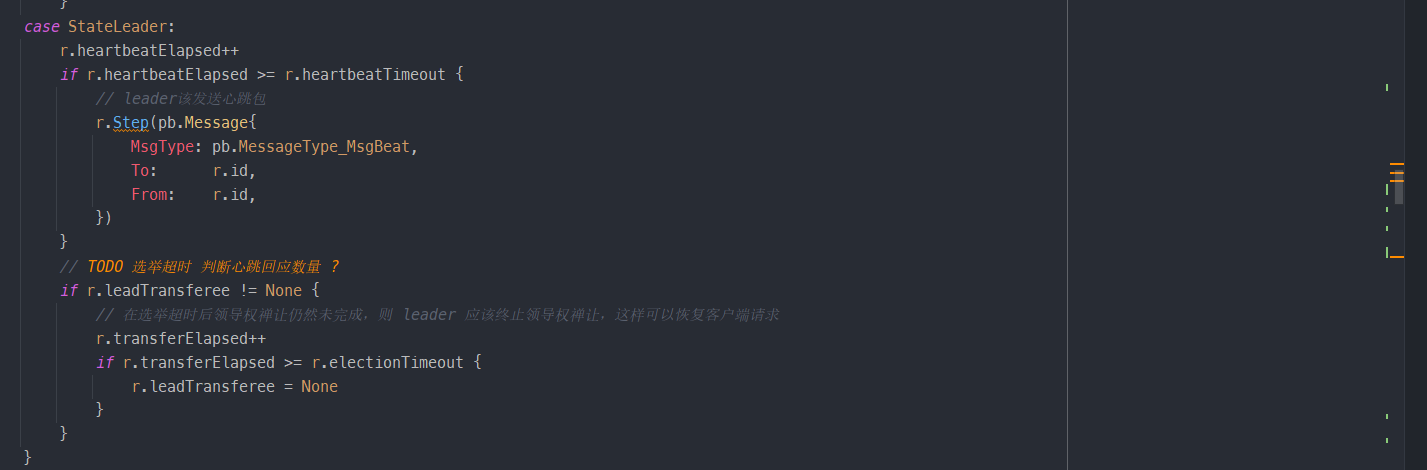 }
case StateLeader:
    r.heartbeatElapsed++
    if r.heartbeatElapsed >= r.heartbeatTimeout {
        // leader该发送心跳包
        r.Step(pb.Message{
            MsgType: pb.MessageType_MsgBeat,
            To:      r.id,
            From:    r.id,
        })
    }
    // TODO 选举超时 判断心跳回应数量 ?
    if r.leadTransferee != None {
        // 在选举超时后领导权禅让仍然未完成，则 leader 应该终止领导权禅让，这样可以恢复客户端请求
        r.transferElapsed++
        if r.transferElapsed >= r.electionTimeout {
            r.leadTransferee = None
        }
    }
}